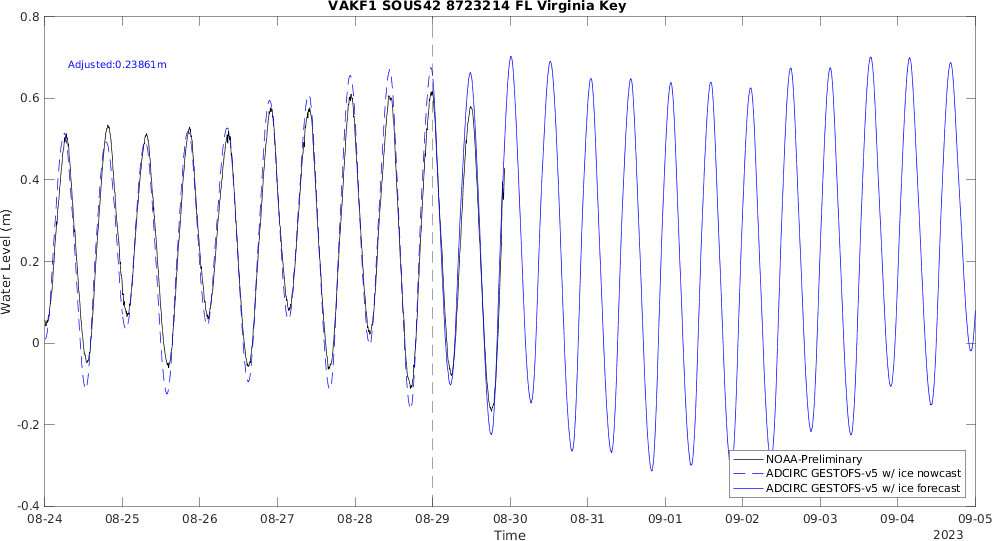 VAKF1 SOUS42 8723214 FL Virginia Key
Adjusted:0.23861m
0.8
0.6
0.4
0.2
0
-0.2
-0.4
Water Level (m)
NOAA-Preliminary
ADCIRC GESTOFS-v5 w/ ice nowcast
ADCIRC GESTOFS-v5 w/ ice forecast
08-24 08-25 08-26 08-27 08-28 08-29 08-30 08-31 09-01 09-02 09-03 09-04 09-05
Time
2023